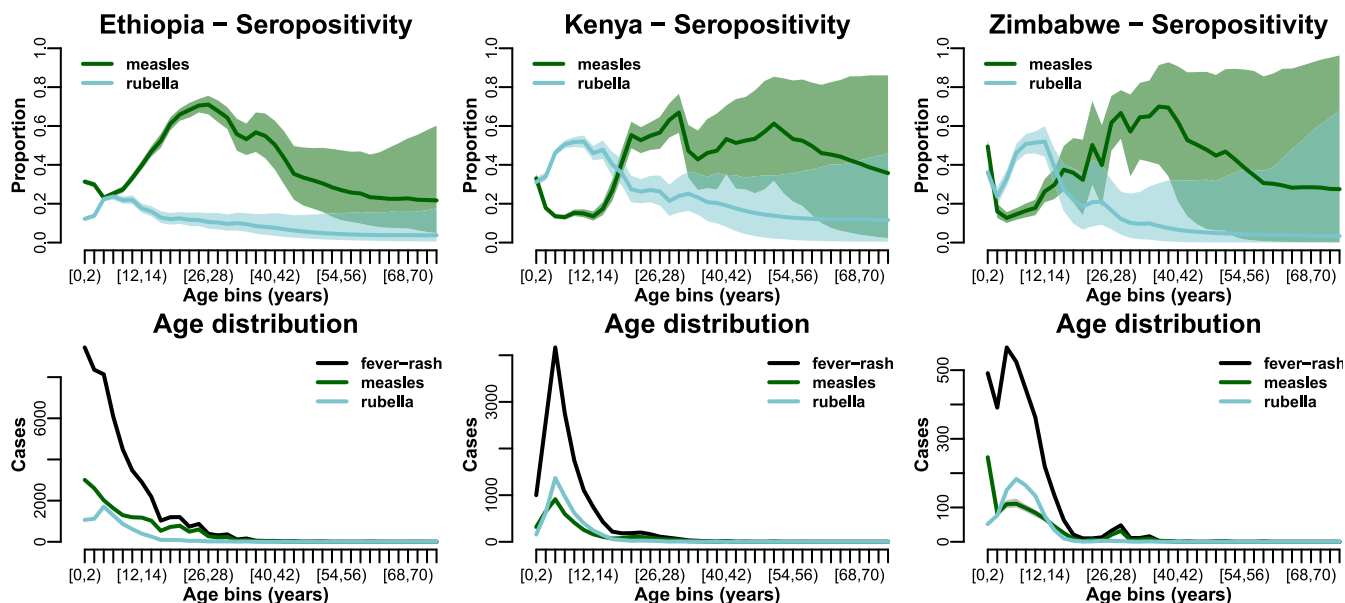 Ethiopia − Seropositivity
Proportion
0.0 0.2 0.4 0.6 0.8 1.0
measles
rubella
[0,2) [12,14) [26,28) [40,42) [54,56) [68,70)
Age bins (years)
Kenya − Seropositivity
Proportion
0.0 0.2 0.4 0.6 0.8 1.0
measles
rubella
[0,2) [12,14) [26,28) [40,42) [54,56) [68,70)
Age bins (years)
Zimbabwe − Seropositivity
Proportion
0.0 0.2 0.4 0.6 0.8 1.0
measles
rubella
[0,2) [12,14) [26,28) [40,42) [54,56) [68,70)
Age bins (years)
Age distribution
Cases
0 2000 6000
fever−rash
measles
rubella
[0,2) [12,14) [26,28) [40,42) [54,56) [68,70)
Age bins (years)
Age distribution
Cases
0 1000 3000
fever−rash
measles
rubella
[0,2) [12,14) [26,28) [40,42) [54,56) [68,70)
Age bins (years)
Age distribution
Cases
0 100 300 500
fever−rash
measles
rubella
[0,2) [12,14) [26,28) [40,42) [54,56) [68,70)
Age bins (years)